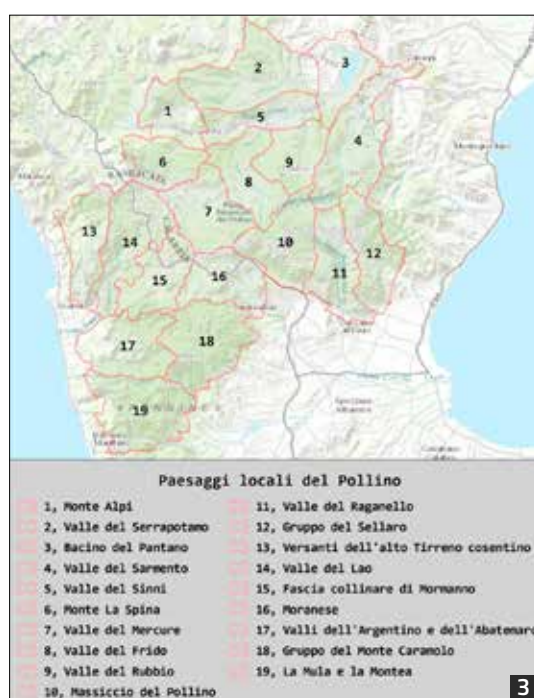 2
3
1
5
4
6
9
BASILICATA
8
7
13
14
CALABRIA
10
12
15
16
11
17
18
19
Paesaggi locali del Pollino
1, Monte Alpi
2, Valle del Serrapotamo
3, Bacino del Pantano
4, Valle del Sarmento
5, Valle del Sinni
6, Monte La Spina
7, Valle del Mercure
8, Valle del Frido
9, Valle del Rubbio
10, Massiccio del Pollino
11, Valle del Raganello
12, Gruppo del Sellaro
13, Versanti dell'alto Tirreno cosentino
14, Valle del Lao
15, Fascia collinare di Mormanno
16, Moranese
17, Valli dell'Argentino e dell'Abatemarc
18, Gruppo del Monte Caramolo
19, La Mula e la Montea
3